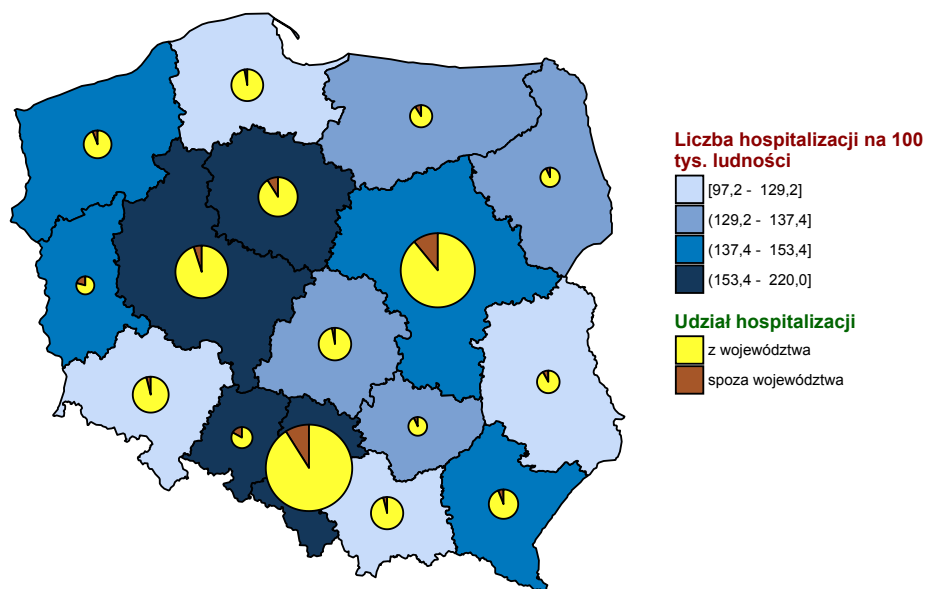 Liczba hospitalizacji na 100
tys. ludności
[97,2 - 129,2]
(129,2 - 137,4]
(137,4 - 153,4]
(153,4 - 220,0]
Udział hospitalizacji
z województwa
spoza województwa